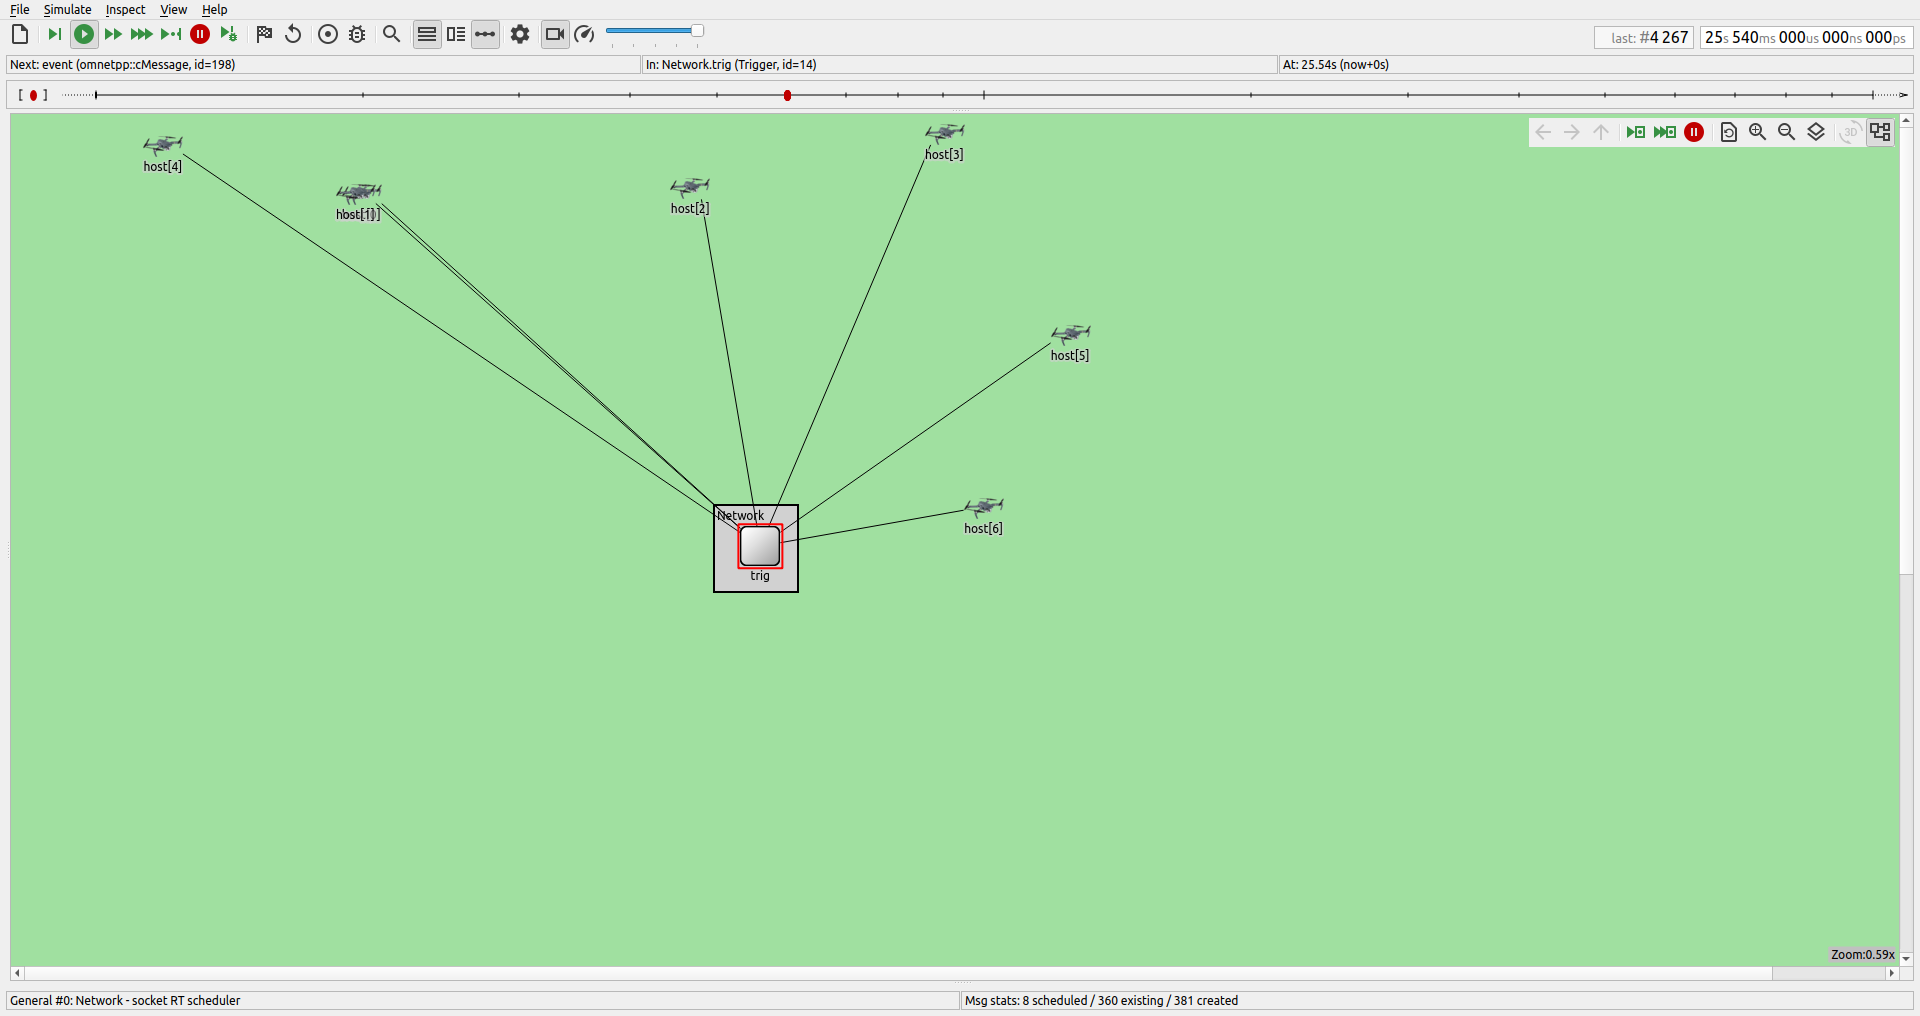 File Simulate Inspect View Help
last: #4 267
25s 540ms 000us 000ns 000ps
Next: event (omnetpp::cMessage, id=198)
In: Network.trig (Trigger, id=14)
At: 25.54s (now+0s)
[ ]
3D
host[4]
host[3]
host[2]
host[5]
host[6]
Network
trig
Zoom:0.59x
General #0: Network - socket RT scheduler
Msg stats: 8 scheduled / 360 existing / 381 created